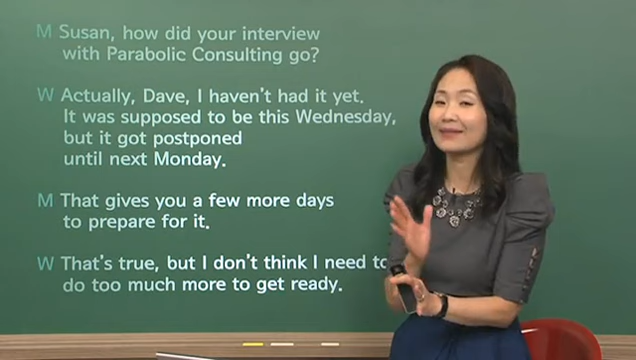 M Susan, how did your interview
with Parabolic Consulting go?
W Actually, Dave, I haven't had it yet.
It was supposed to be this Wednesday,
but it got postponed
until next Monday.
M That gives you a few more days
to prepare for it.
W That's true, but I don't think I need to
do too much more to get ready.